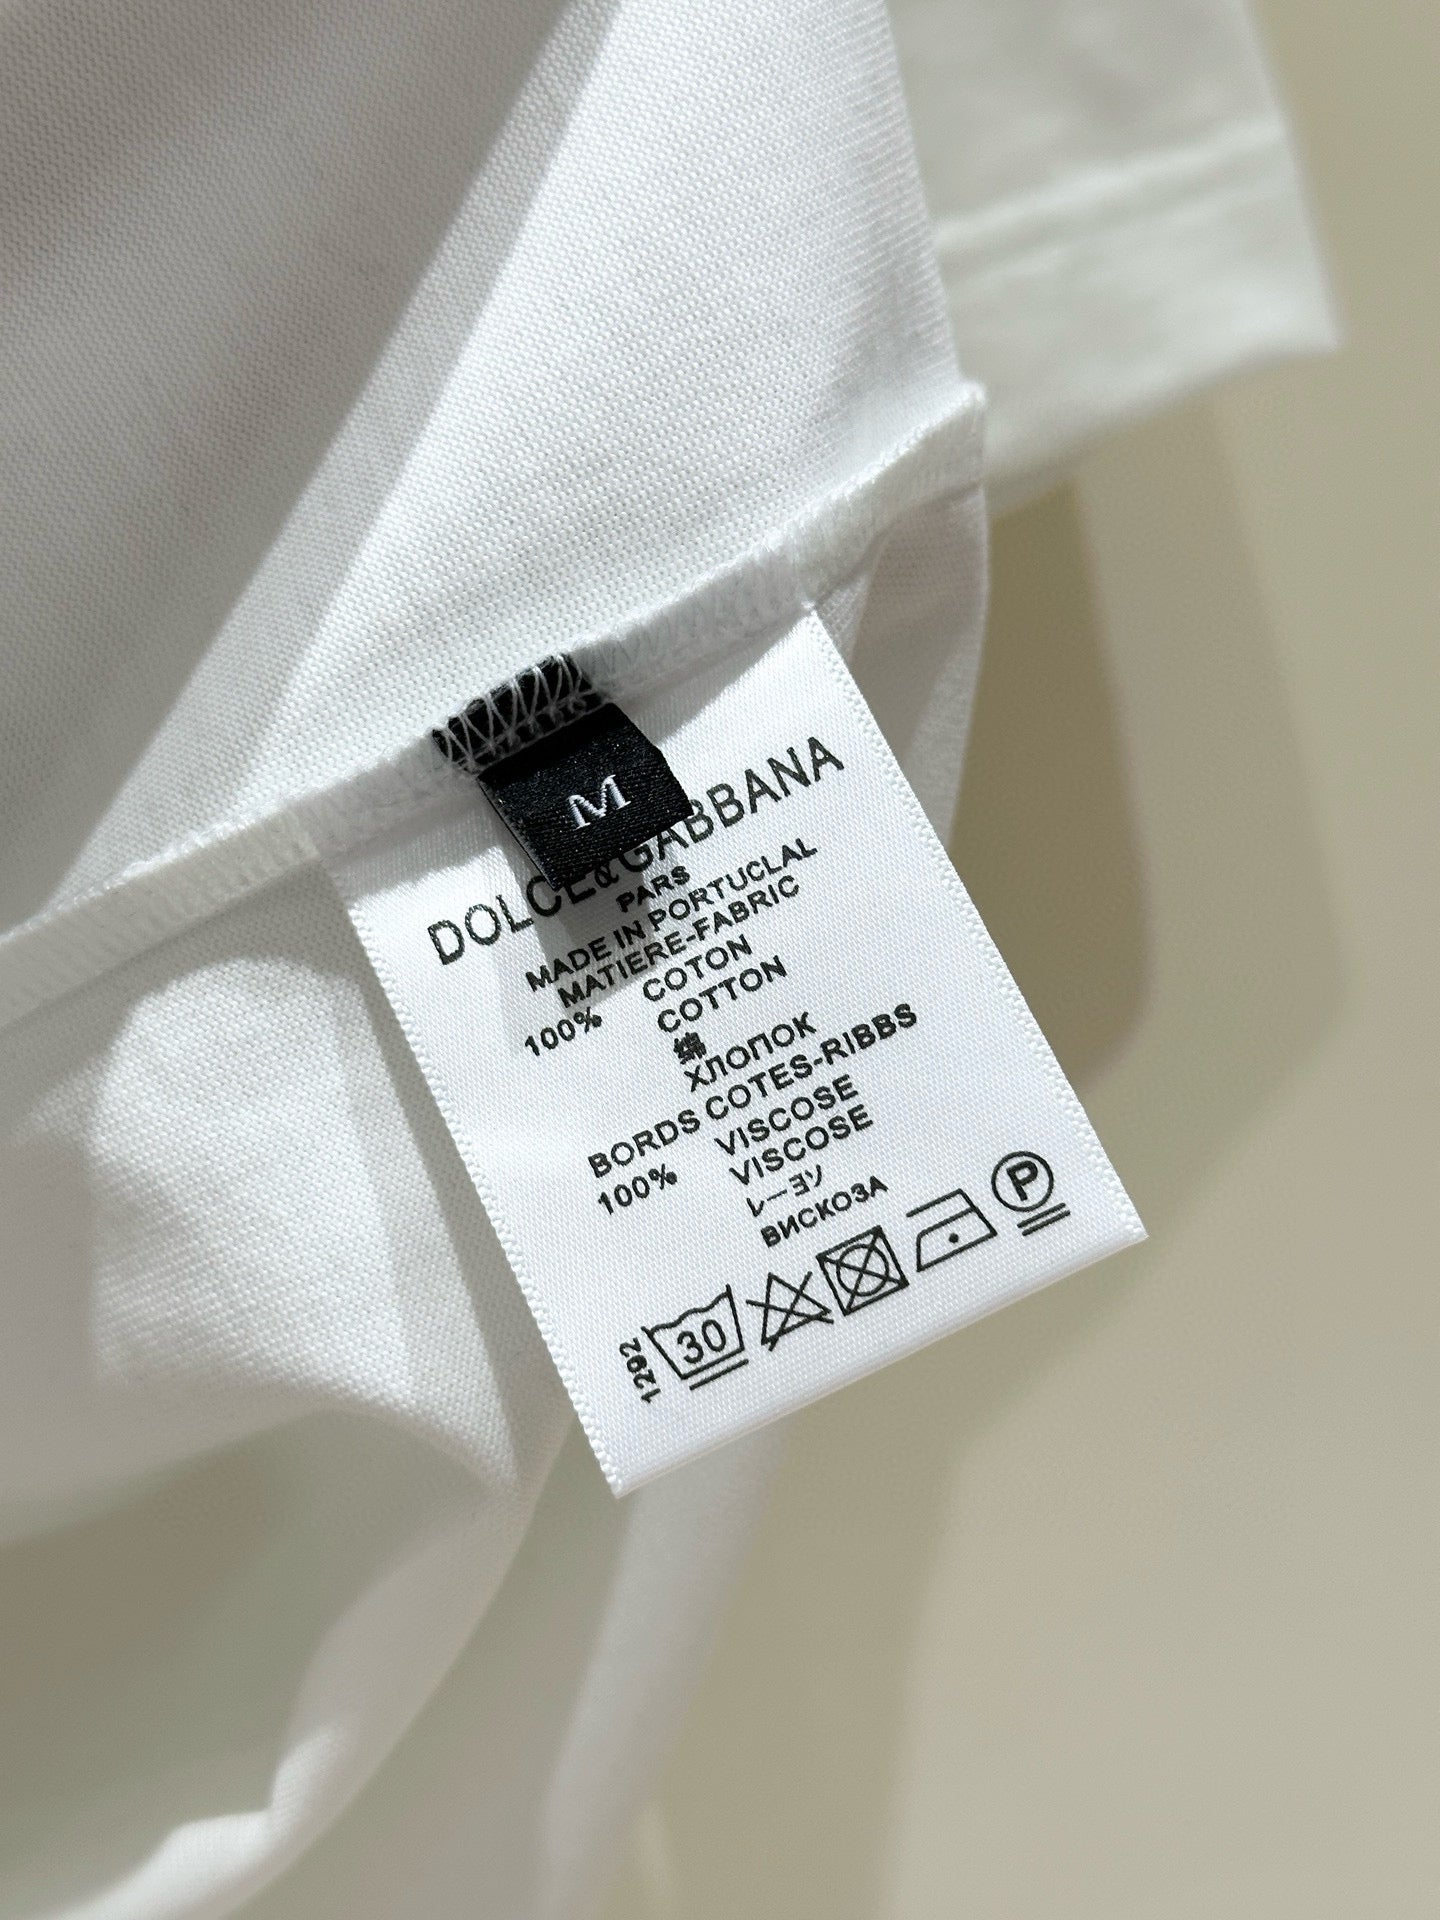 M
DOLCE&GABBANA
PARS
MADE IN PORTUCLAL
MATIERE-FABRIC
100% COTON
COTTON
綿
ХЛОПОК
BORDS COTES-RIBBS
100% VISCOSE
VISCOSE
レーヨソ
ВИСКОЗА
1292
30
P